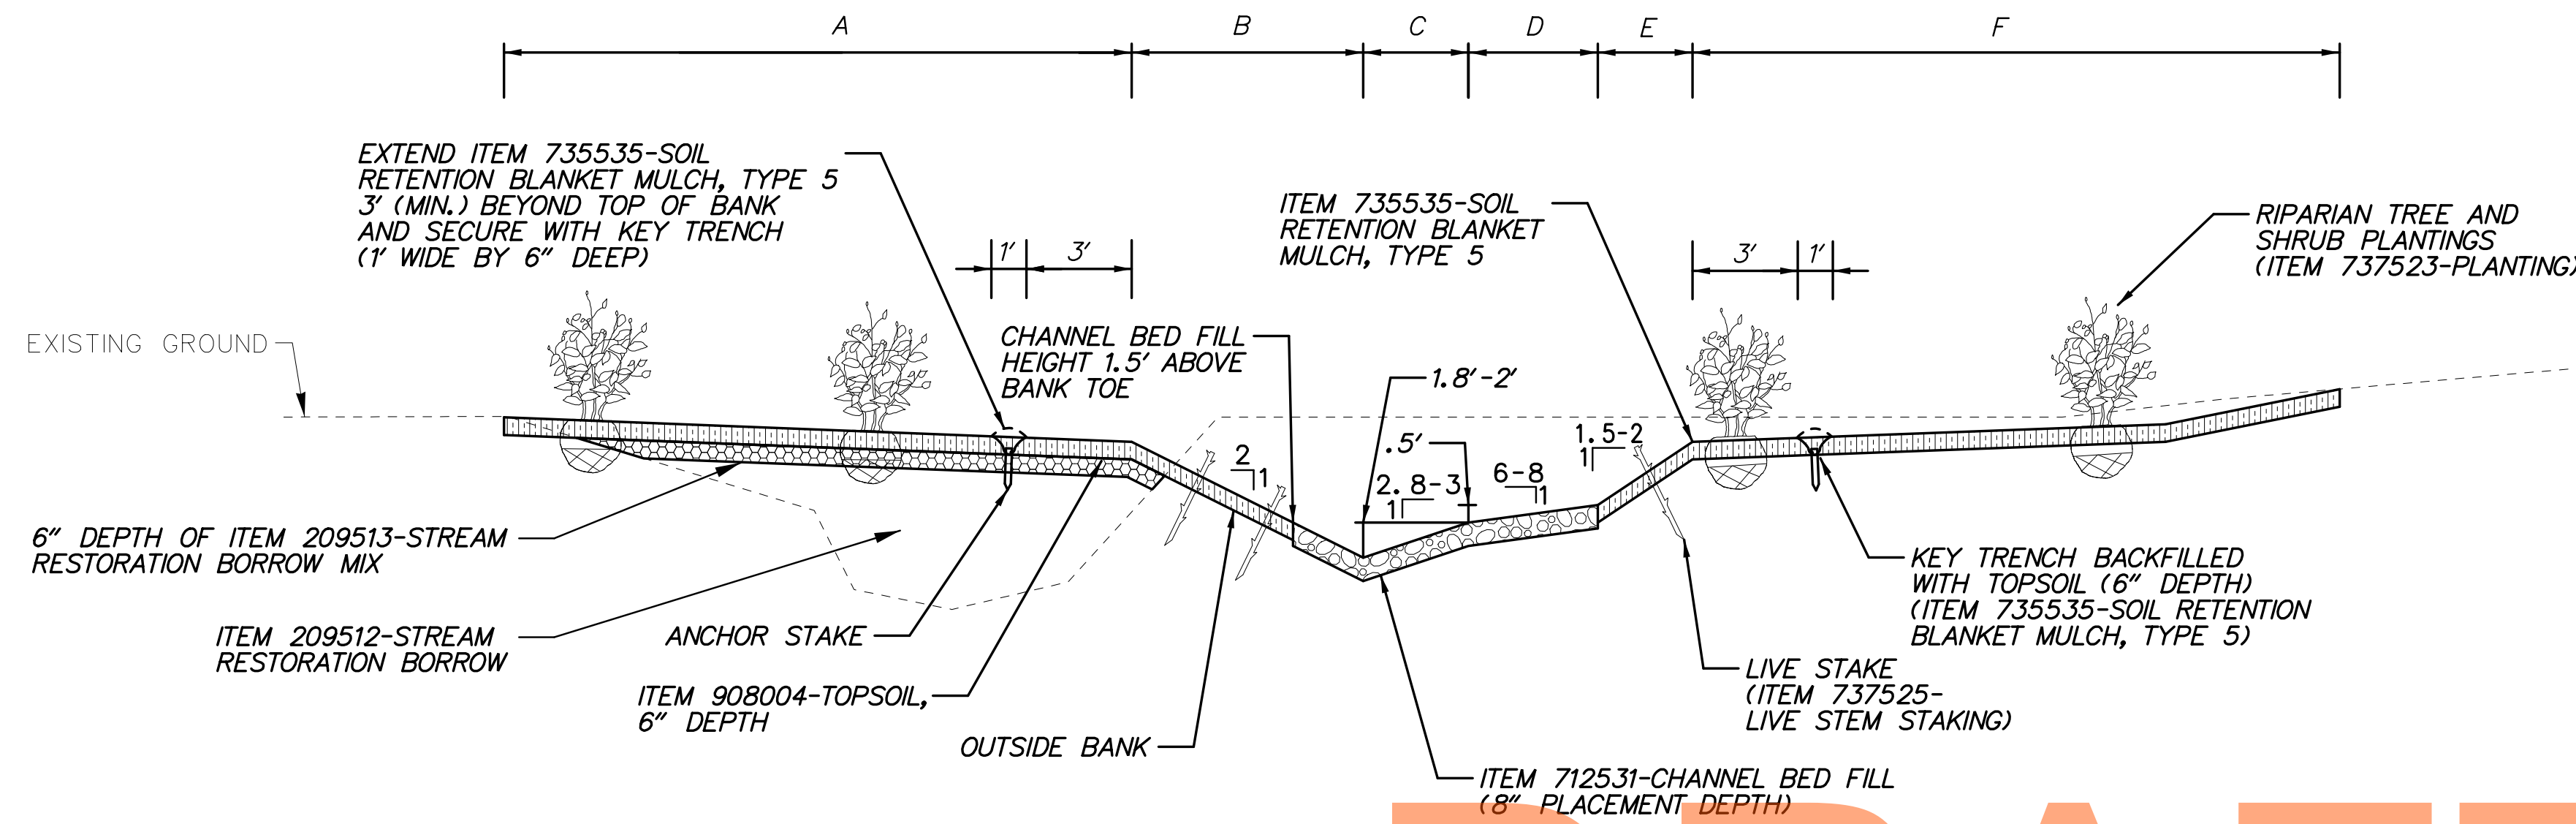 A
B
C
D
E
F
EXTEND ITEM 735535-SOIL
RETENTION BLANKET MULCH, TYPE 5
3' (MIN.) BEYOND TOP OF BANK
AND SECURE WITH KEY TRENCH
(1' WIDE BY 6" DEEP)
1'
3'
ITEM 735535-SOIL
RETENTION BLANKET
MULCH, TYPE 5
3'
1'
RIPARIAN TREE AND
SHRUB PLANTINGS
(ITEM 737523-PLANTING)
EXISTING GROUND
CHANNEL BED FILL
HEIGHT 1.5' ABOVE
BANK TOE
1.8'-2'
.5'
2
1
2.8-3
1
6-8
1
1.5-2
1
6" DEPTH OF ITEM 209513-STREAM
RESTORATION BORROW MIX
ITEM 209512-STREAM
RESTORATION BORROW
ANCHOR STAKE
ITEM 908004-TOPSOIL,
6" DEPTH
OUTSIDE BANK
KEY TRENCH BACKFILLED
WITH TOPSOIL (6" DEPTH)
(ITEM 735535-SOIL RETENTION
BLANKET MULCH, TYPE 5)
LIVE STAKE
(ITEM 737525-
LIVE STEM STAKING)
ITEM 712531-CHANNEL BED FILL
(8" PLACEMENT DEPTH)